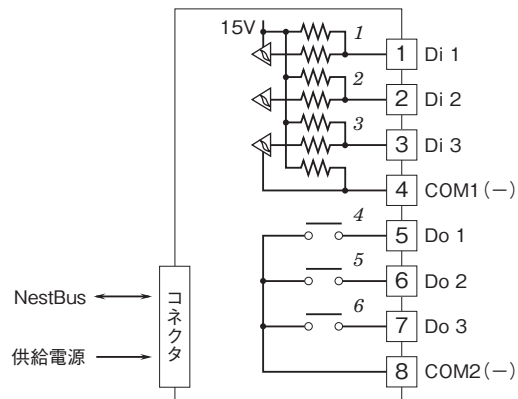 15V
1
1 Di 1
2
2 Di 2
3
3 Di 3
4 COM1(−)
4
5 Do 1
5
6 Do 2
6
7 Do 3
8 COM2(−)
NestBus
コネクタ
供給電源